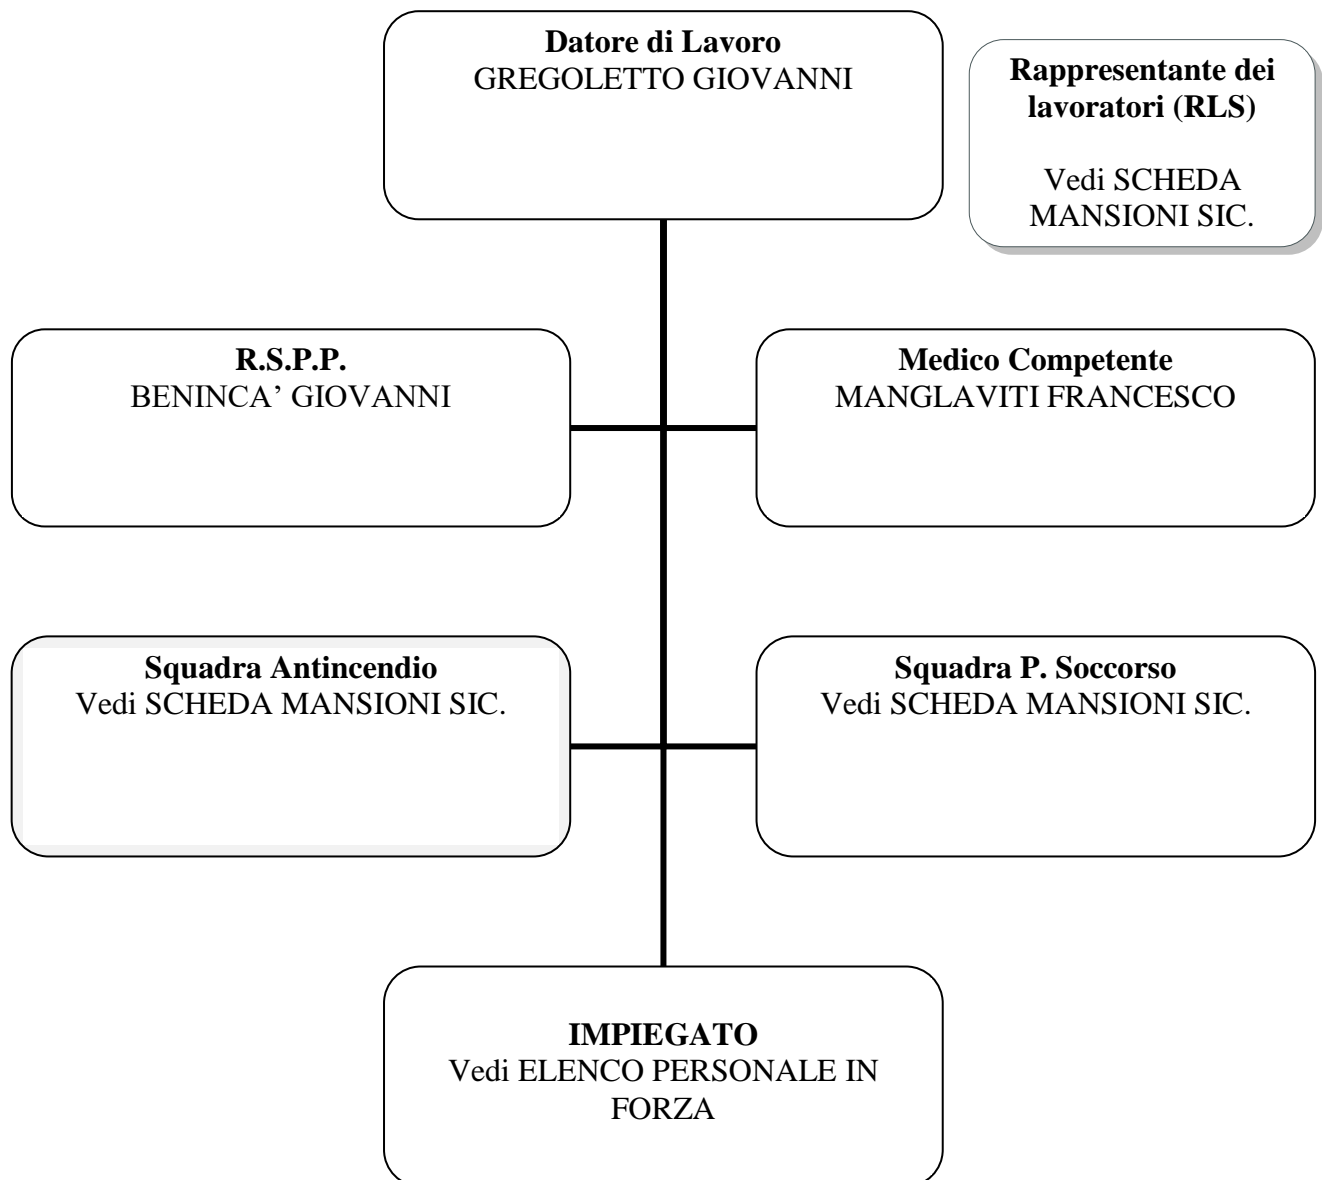 Datore di Lavoro
GREGOLETTO GIOVANNI
Rappresentante dei
lavoratori (RLS)
Vedi SCHEDA
MANSIONI SIC.
R.S.P.P.
BENINCA’ GIOVANNI
Medico Competente
MANGLAVITI FRANCESCO
Squadra Antincendio
Vedi SCHEDA MANSIONI SIC.
Squadra P. Soccorso
Vedi SCHEDA MANSIONI SIC.
IMPIEGATO
Vedi ELENCO PERSONALE IN
FORZA